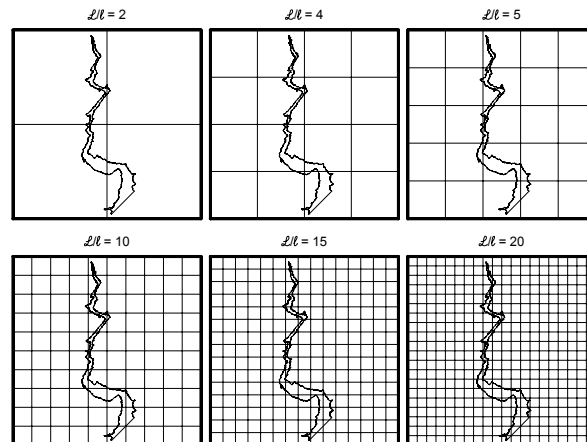 ℒ/ℓ = 2
ℒ/ℓ = 4
ℒ/ℓ = 5
ℒ/ℓ = 10
ℒ/ℓ = 15
ℒ/ℓ = 20